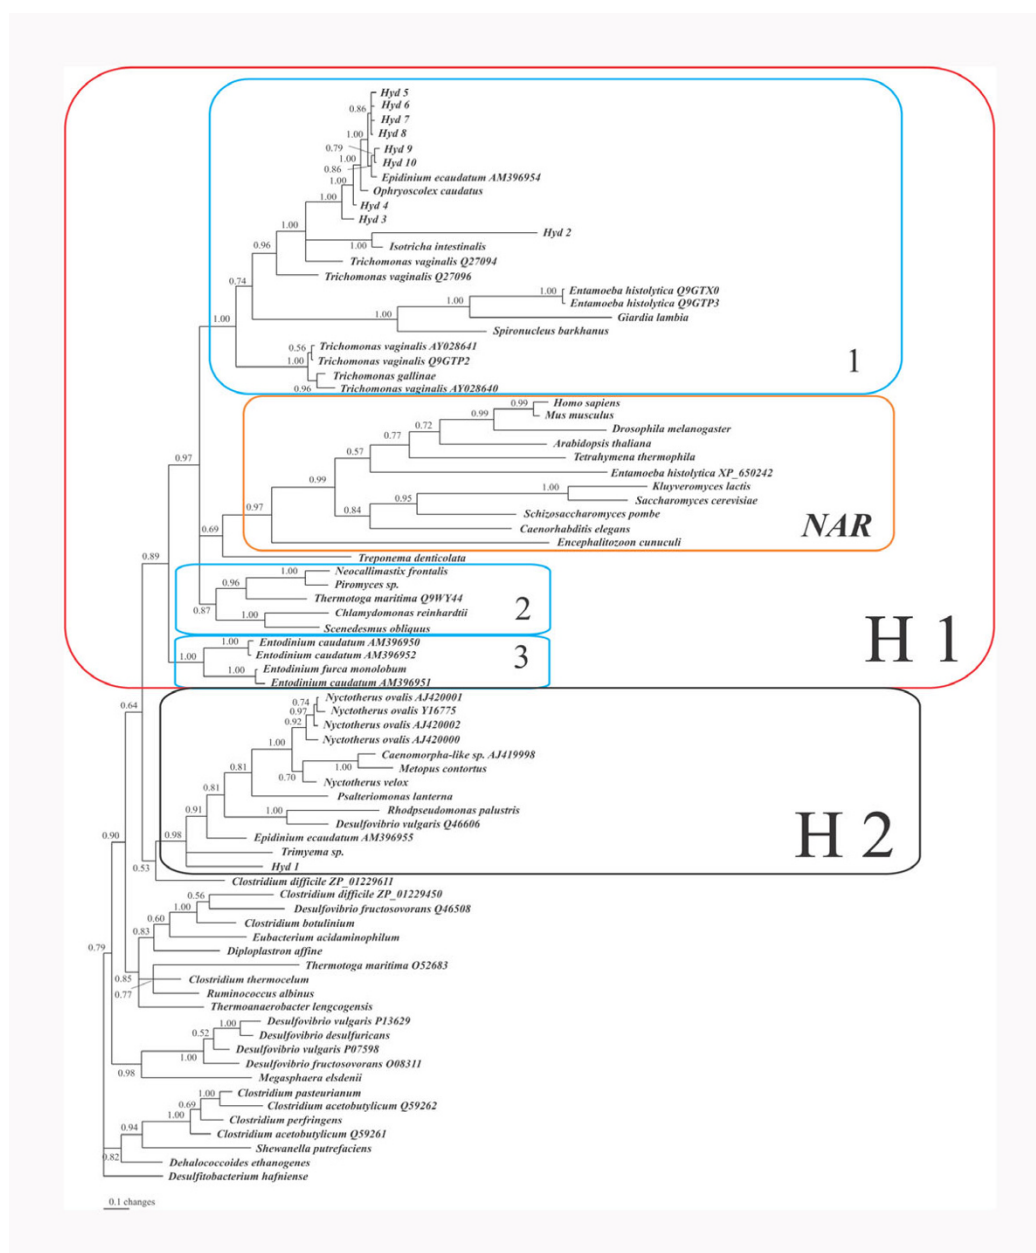 Hyd 5
0.86
Hyd 6
Hyd 7
1.00
Hyd 8
0.79
Hyd 9
1.00
Hyd 10
0.86
Epidinium ecaudatum AM396954
1.00
Ophryoscolex caudatus
1.00
Hyd 4
Hyd 3
1.00
Hyd 2
0.96
1.00
Isotricha intestinalis
Trichomonas vaginalis Q27094
0.74
Trichomonas vaginalis Q27096
1.00
Entamoeba histolytica Q9GTX0
1.00
Entamoeba histolytica Q9GTP3
1.00
Giardia lambia
1.00
Spironucleus barkhanus
0.56
Trichomonas vaginalis AY028641
1.00
Trichomonas vaginalis Q9GTP2
1
Trichomonas gallinae
0.96
Trichomonas vaginalis AY028640
0.99
Homo sapiens
0.99
Mus musculus
0.72
Drosophila melanogaster
0.77
Arabidopsis thaliana
0.97
0.57
Tetrahymena thermophila
0.99
Entamoeba histolytica XP_650242
1.00
Kluyveromyces lactis
0.95
Saccharomyces cerevisiae
0.97
0.84
Schizosaccharomyces pombe
NAR
0.69
Caenorhabditis elegans
Encephalitozoon cunuculi
0.89
Treponema denticolata
1.00
Neocallimastix frontalis
0.96
Piromyces sp.
Thermotoga maritima Q9WY44
2
0.87
1.00
Chlamydomonas reinhardtii
Scenedesmus obliquus
H 1
1.00
Entodinium caudatum AM396950
Entodinium caudatum AM396952
3
1.00
1.00
Entodinium furca monolobum
Entodinium caudatum AM396951
0.74
Nyctotherus ovalis AJ420001
0.64
0.97
Nyctotherus ovalis Y16775
0.92
Nyctotherus ovalis AJ420002
1.00
Nyctotherus ovalis AJ420000
Caenomorpha-like sp. AJ419998
0.81
1.00
Metopus contortus
0.70
Nyctotherus velox
0.81
Psalteriomonas lanterna
0.91
1.00
Rhodpseudomonas palustris
Desulfovibrio vulgaris Q46606
H 2
0.90
0.98
Epidinium ecaudatum AM396955
Trimyema sp.
0.53
Hyd 1
Clostridium difficile ZP_01229611
0.56
Clostridium difficile ZP_01229450
1.00
Desulfovibrio fructosovorans Q46508
0.60
Clostridium botulinium
0.83
Eubacterium acidaminophilum
0.79
Diploplastron affine
Thermotoga maritima O52683
0.85
Clostridium thermocelum
0.77
Ruminococcus albinus
Thermoanaerobacter lengcogensis
1.00
Desulfovibrio vulgaris P13629
0.52
Desulfovibrio desulfuricans
Desulfovibrio vulgaris P07598
1.00
Desulfovibrio fructosovorans O08311
0.98
Megasphaera elsdenii
1.00
Clostridium pasteurianum
0.69
Clostridium acetobutylicum Q59262
1.00
Clostridium perfringens
0.94
Clostridium acetobutylicum Q59261
Shewanella putrefaciens
0.82
Dehalococcoides ethanogenes
Desulfitobacterium hafniense
0.1 changes